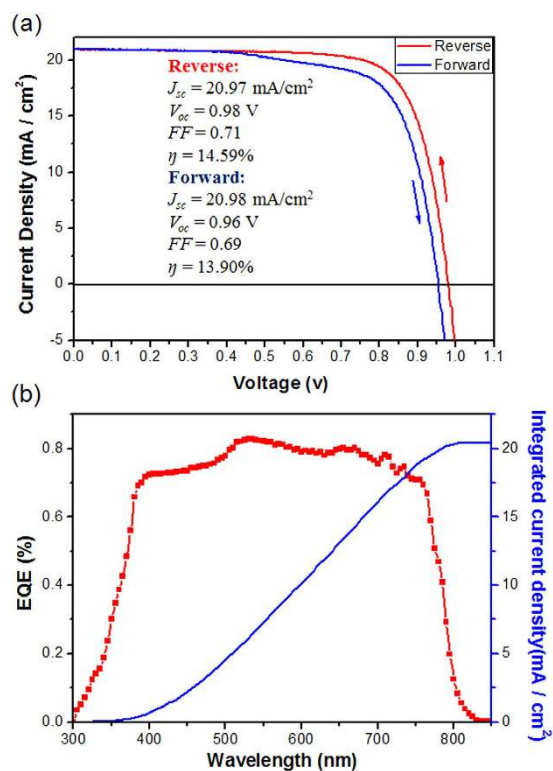 (a)
Reverse
Forward
Reverse:
Jsc = 20.97 mA/cm²
Voc = 0.98 V
FF = 0.71
η = 14.59%
Forward:
Jsc = 20.98 mA/cm²
Voc = 0.96 V
FF = 0.69
η = 13.90%
Current Density (mA / cm²)
20
15
10
5
0
-5
0.0 0.1 0.2 0.3 0.4 0.5 0.6 0.7 0.8 0.9 1.0 1.1
Voltage (v)
(b)
EQE (%)
0.8
0.6
0.4
0.2
0.0
20
15
10
5
0
Integrated current
density(mA / cm²)
300 400 500 600 700 800
Wavelength (nm)